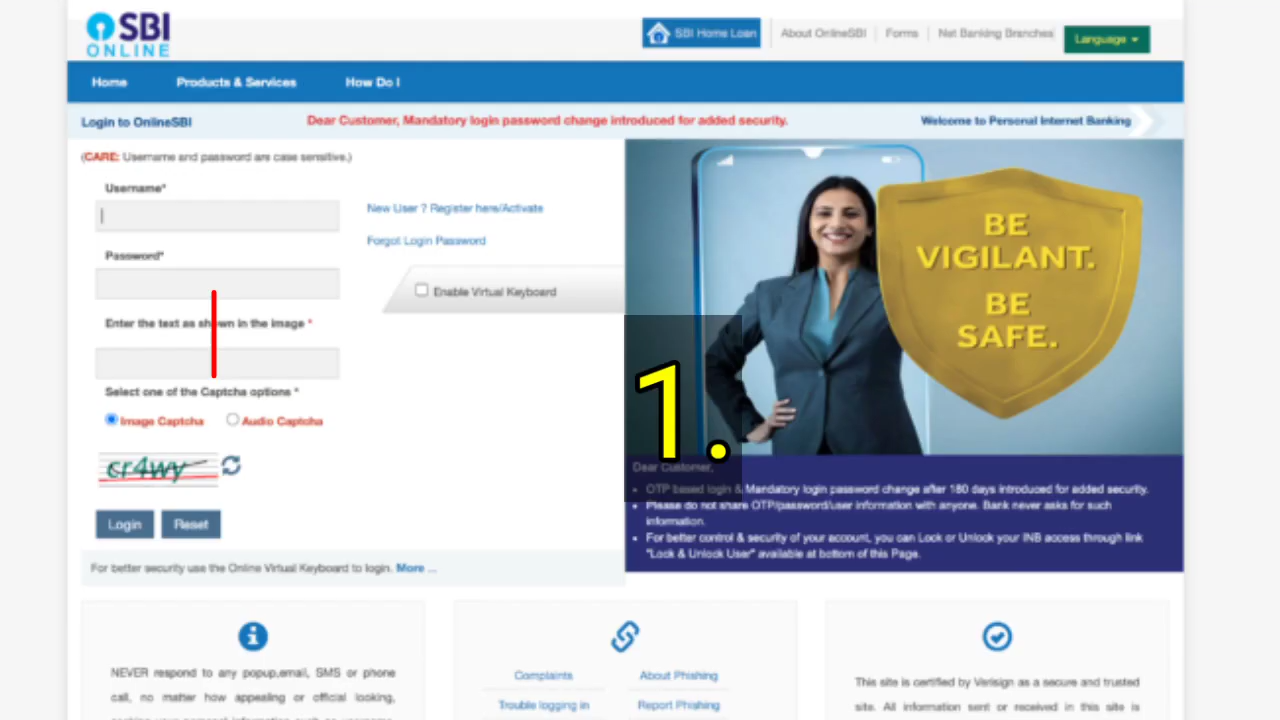 SBI
ONLINE
SBI Home Loan
About OnlineSBI
Forms
Net Banking Branches
Language
Home
Products & Services
How Do I
Login to OnlineSBI
Dear Customer, Mandatory login password change introduced for added security.
Welcome to Personal Internet Banking
(CARE: Username and password are case sensitive.)
Username*
New User ? Register here/Activate
Forgot Login Password
Password*
Enable Virtual Keyboard
Enter the text as shown in the image *
Select one of the Captcha options *
Image Captcha
Audio Captcha
cr4wy
Login
Reset
For better security use the Online Virtual Keyboard to login. More ...
BE
VIGILANT.
BE
SAFE.
1.
Dear Customer,
OTP based login & Mandatory login password change after 180 days introduced for added security.
Please do not share OTP/password/user information with anyone. Bank never asks for such
information.
For better control & security of your account, you can Lock or Unlock your INB access through link
"Lock & Unlock User" available at bottom of this Page.
NEVER respond to any popup,email, SMS or phone
call, no matter how appealing or official looking,
Complaints
About Phishing
Trouble logging in
Report Phishing
This site is certified by Verisign as a secure and trusted
site. All information sent or received in this site is